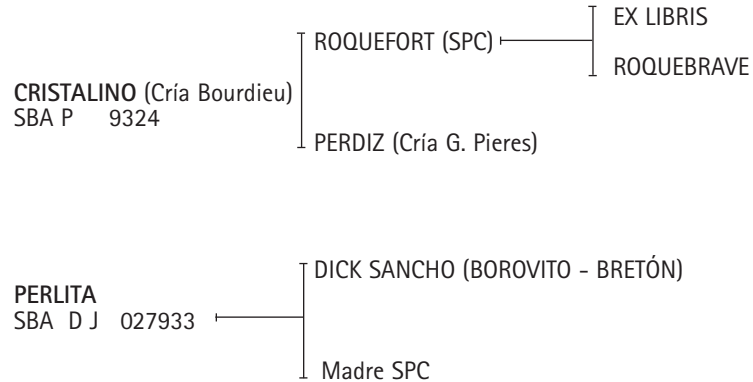 EX LIBRIS
ROQUEFORT (SPC)
ROQUEBRAVE
CRISTALINO (Cría Bourdieu)
SBA P 9324
PERDIZ (Cría G. Pieres)
DICK SANCHO (BOROVITO - BRETÓN)
PERLITA
SBA D J 027933
Madre SPC